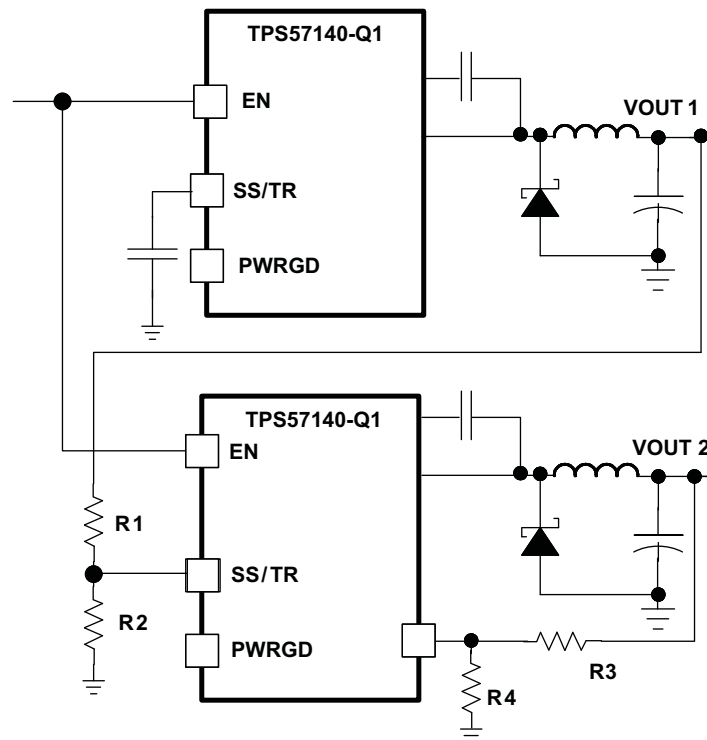 TPS57140-Q1
EN
VOUT 1
SS/TR
PWRGD
TPS57140-Q1
EN
VOUT 2
R1
SS/TR
R2
PWRGD
R3
R4